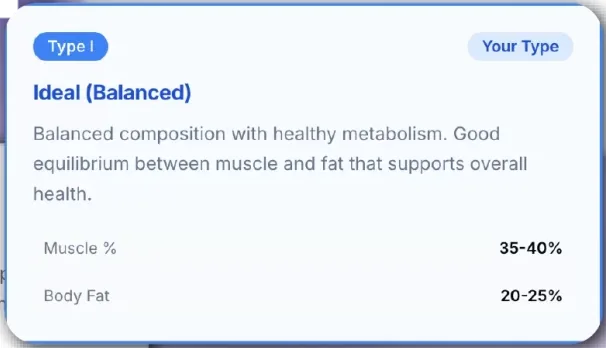 Type I
Your Type
Ideal (Balanced)
Balanced composition with healthy metabolism. Good
equilibrium between muscle and fat that supports overall
health.
Muscle %
35-40%
Body Fat
20-25%